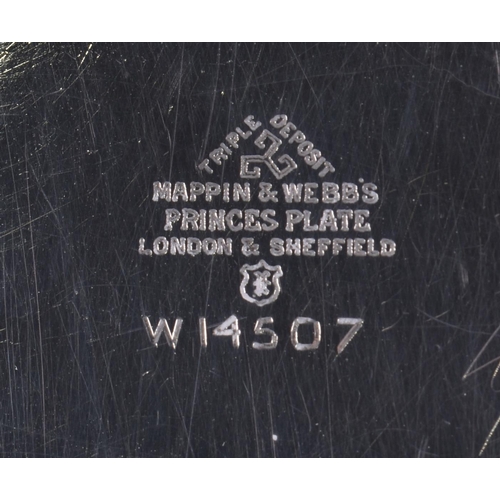 TRIPLE DEPOSIT
MAPPIN & WEBB'S
PRINCES PLATE
LONDON & SHEFFIELD
W14507